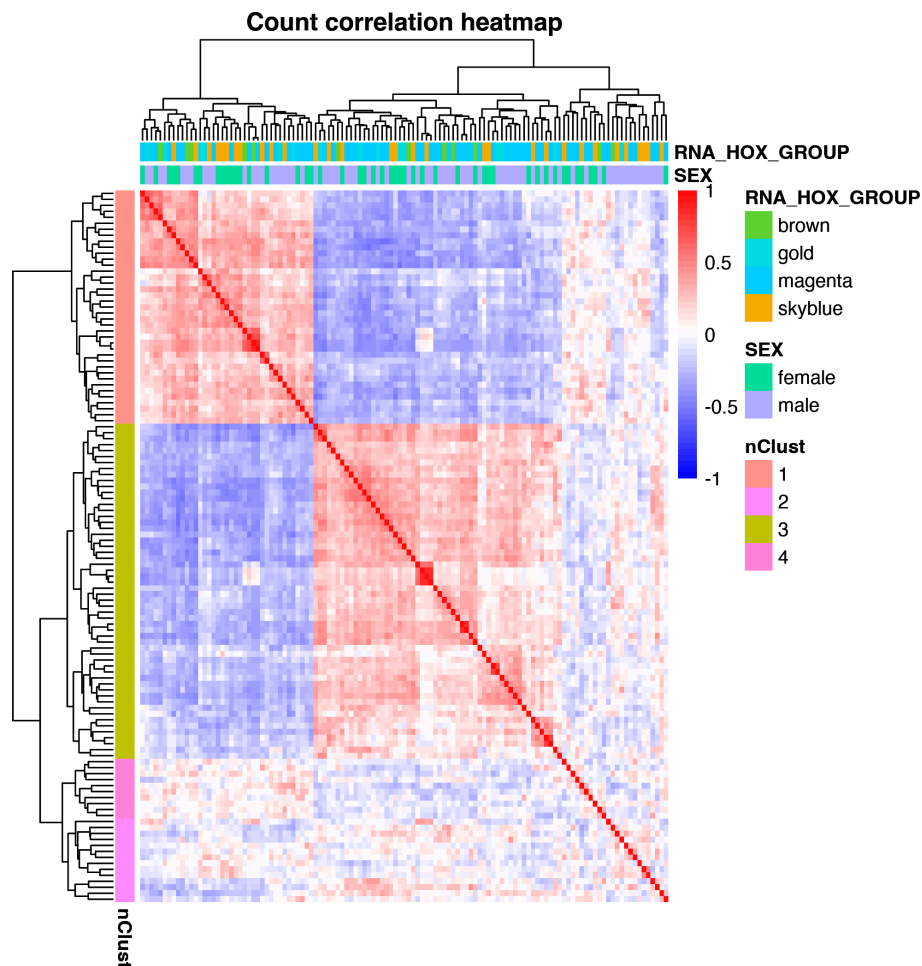 Count correlation heatmap
RNA_HOX_GROUP
SEX
1
0.5
0
-0.5
-1
RNA_HOX_GROUP
brown
gold
magenta
skyblue
SEX
female
male
nClust
1
2
3
4
nClust